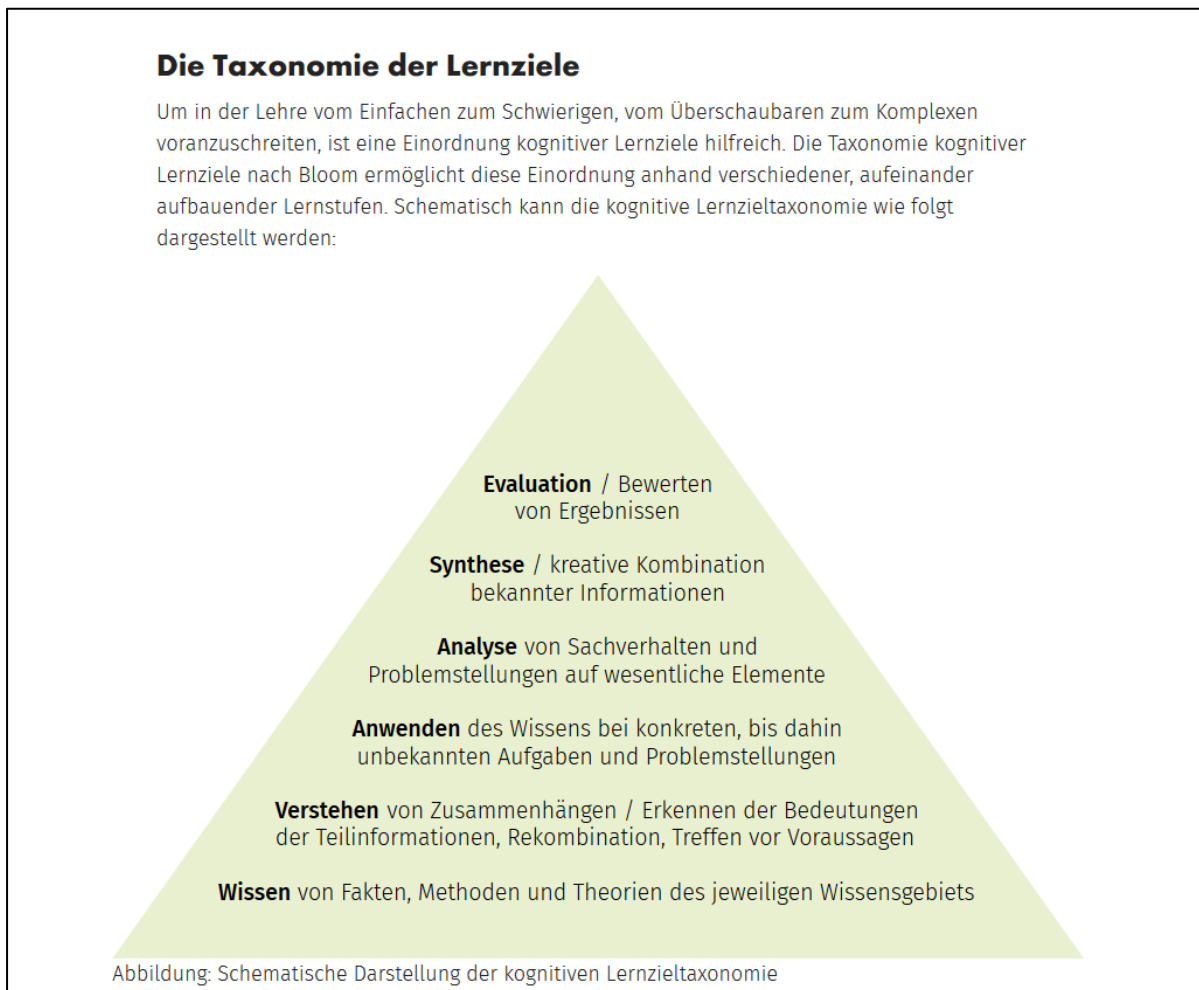 Die Taxonomie der Lernziele
Um in der Lehre vom Einfachen zum Schwierigen, vom Überschaubaren zum Komplexen
voranzuschreiten, ist eine Einordnung kognitiver Lernziele hilfreich. Die Taxonomie kognitiver
Lernziele nach Bloom ermöglicht diese Einordnung anhand verschiedener, aufeinander
aufbauender Lernstufen. Schematisch kann die kognitive Lernzieltaxonomie wie folgt
dargestellt werden:
Evaluation / Bewerten
von Ergebnissen
Synthese / kreative Kombination
bekannter Informationen
Analyse von Sachverhalten und
Problemstellungen auf wesentliche Elemente
Anwenden des Wissens bei konkreten, bis dahin
unbekannten Aufgaben und Problemstellungen
Verstehen von Zusammenhängen / Erkennen der Bedeutungen
der Teilinformationen, Rekombination, Treffen vor Voraussagen
Wissen von Fakten, Methoden und Theorien des jeweiligen Wissensgebiets
Abbildung: Schematische Darstellung der kognitiven Lernzieltaxonomie